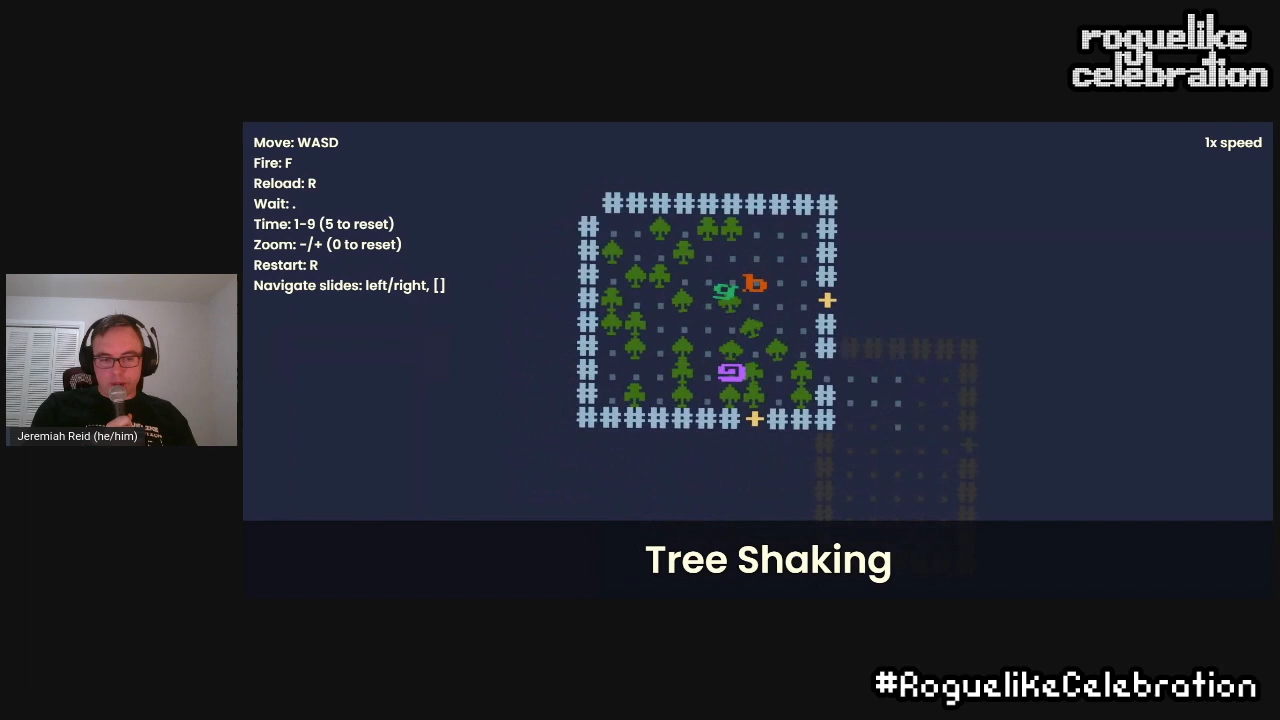 roguelike
celebration
Move: WASD
Fire: F
Reload: R
Wait: .
Time: 1-9 (5 to reset)
Zoom: -/+ (0 to reset)
Restart: R
Navigate slides: left/right, []
1x speed
Jeremiah Reid (he/him)
Tree Shaking
#RoguelikeCelebration